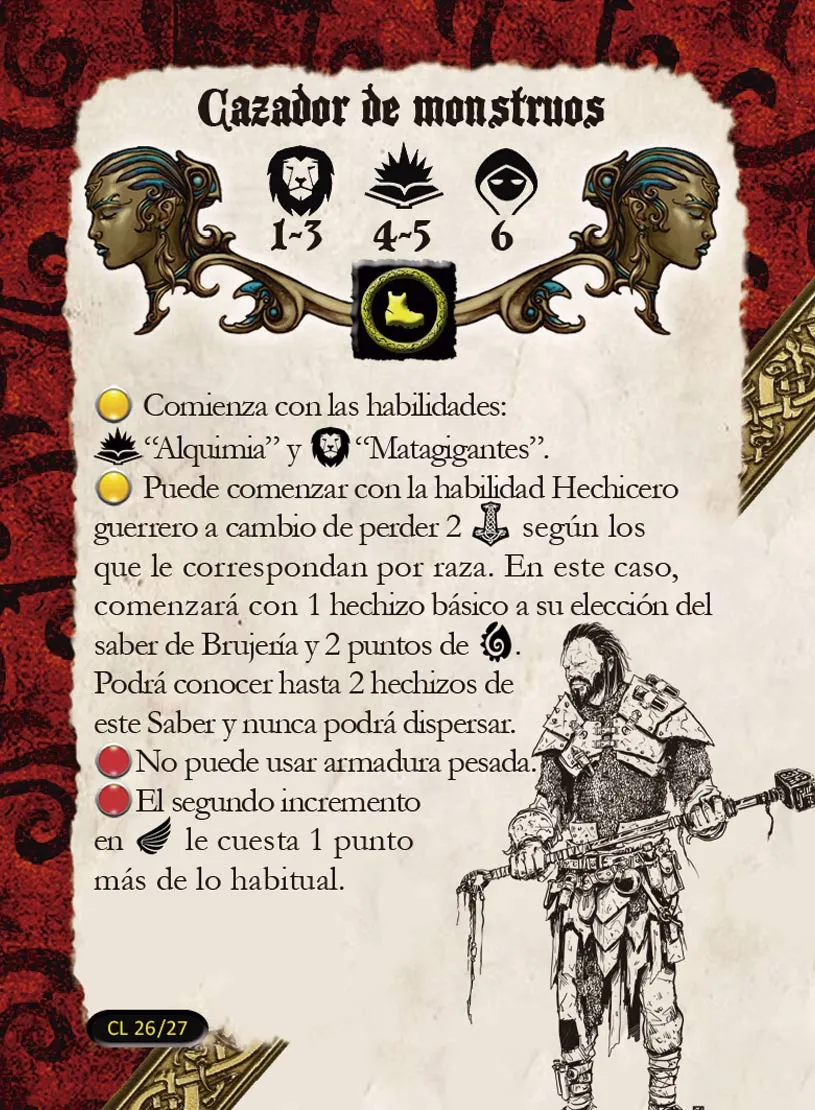 Cazador de monstruos
1-3 4-5 6
Comienza con las habilidades:
“Alquimia” y “Matagigantes”.
Puede comenzar con la habilidad Hechicero
guerrero a cambio de perder 2 según los
que le correspondan por raza. En este caso,
comenzará con 1 hechizo básico a su elección del
saber de Brujería y 2 puntos de .
Podrá conocer hasta 2 hechizos de
este Saber y nunca podrá dispersar.
No puede usar armadura pesada.
El segundo incremento
en le cuesta 1 punto
más de lo habitual.
CL 26/27